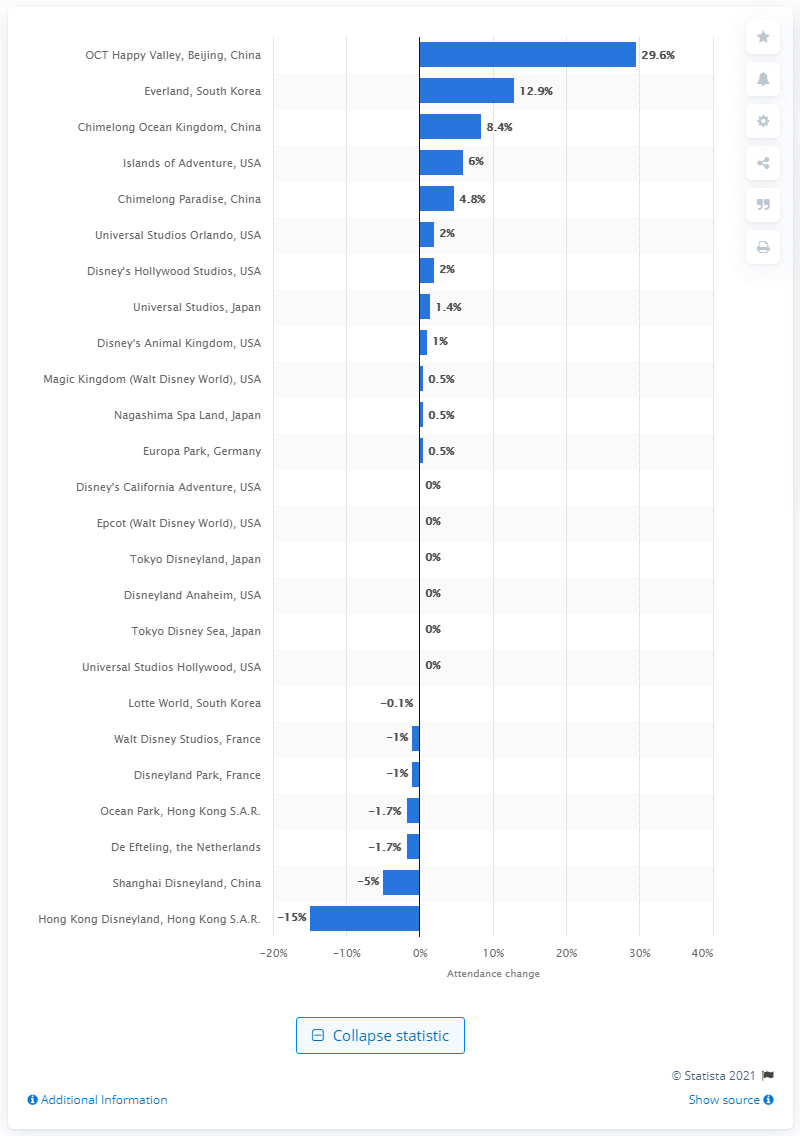 OCT Happy Valley, Beijing, China 29.6%
Everland, South Korea 12.9%
Chimelong Ocean Kingdom, China 8.4%
Islands of Adventure, USA 6%
Chimelong Paradise, China 4.8%
Universal Studios Orlando, USA 2%
Disney's Hollywood Studios, USA 2%
Universal Studios, Japan 1.4%
Disney's Animal Kingdom, USA 1%
Magic Kingdom (Walt Disney World), USA 0.5%
Nagashima Spa Land, Japan 0.5%
Europa Park, Germany 0.5%
Disney's California Adventure, USA 0%
Epcot (Walt Disney World), USA 0%
Tokyo Disneyland, Japan 0%
Disneyland Anaheim, USA 0%
Tokyo Disney Sea, Japan 0%
Universal Studios Hollywood, USA 0%
Lotte World, South Korea −0.1%
Walt Disney Studios, France −1%
Disneyland Park, France −1%
Ocean Park, Hong Kong S.A.R. −1.7%
De Efteling, the Netherlands −1.7%
Shanghai Disneyland, China −5%
Hong Kong Disneyland, Hong Kong S.A.R. −15%
−20% −10% 0% 10% 20% 30% 40%
Attendance change
Collapse statistic
© Statista 2021
Additional Information Show source